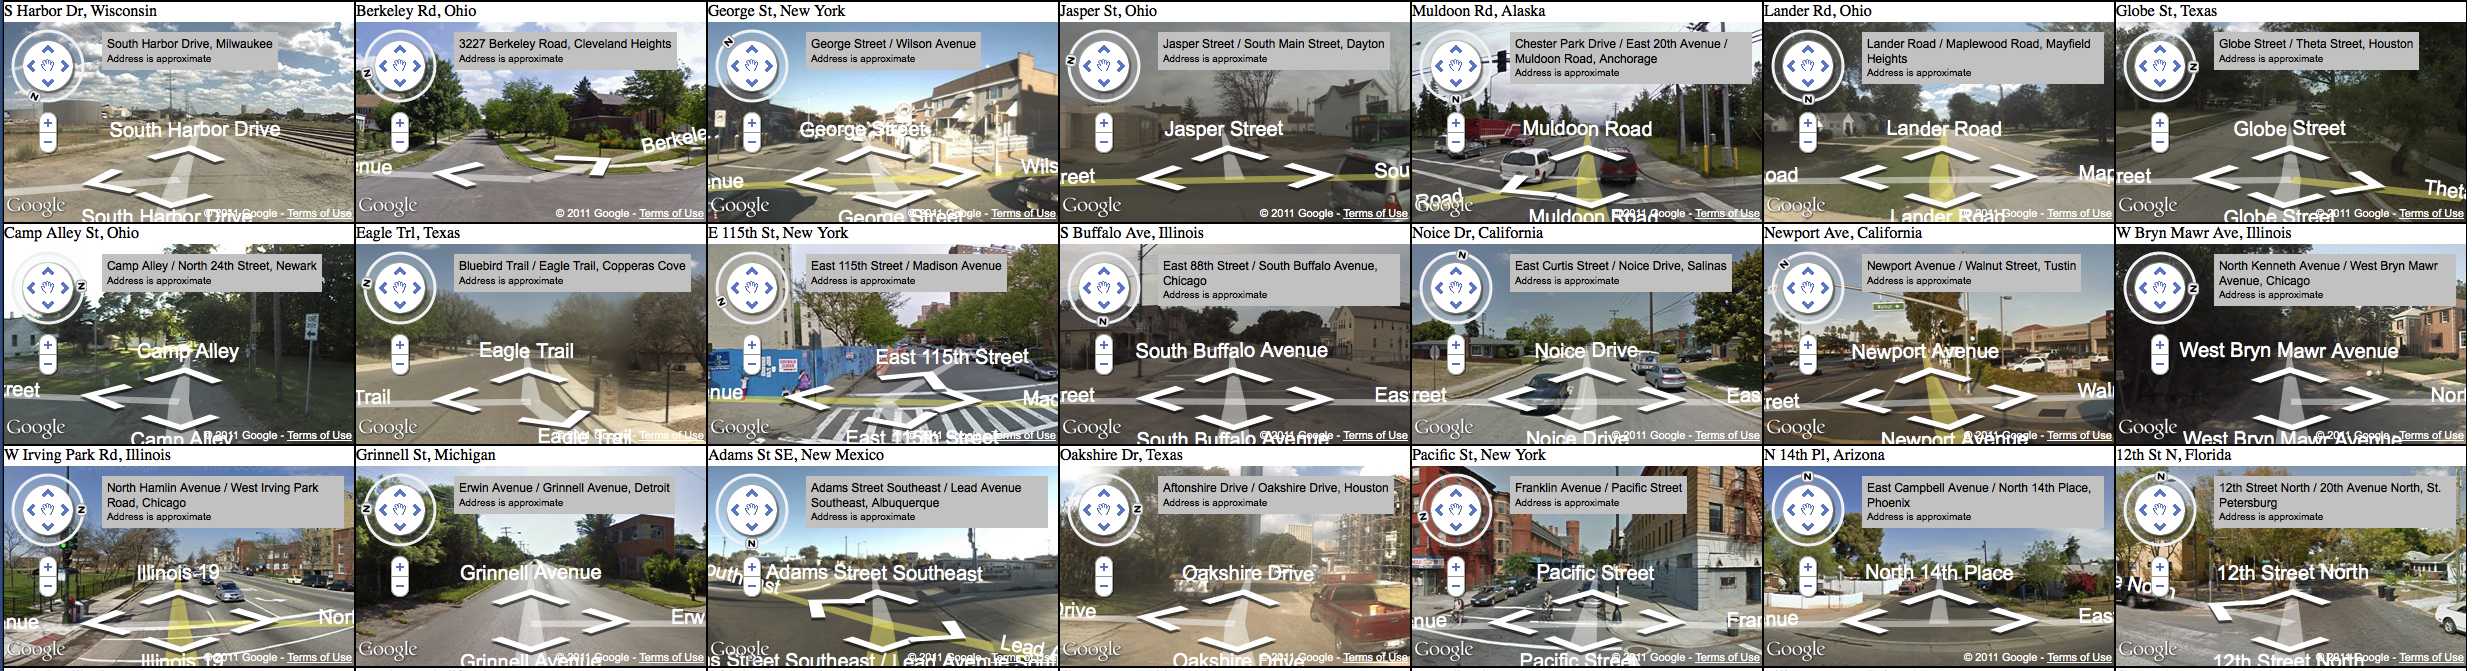 S Harbor Dr, Wisconsin
South Harbor Drive, Milwaukee
Address is approximate
N
South Harbor Drive
South Harbor Drive
Google
© 2011 Google - Terms of Use
Berkeley Rd, Ohio
3227 Berkeley Road, Cleveland Heights
Address is approximate
N
Berkele
nue
Google
© 2011 Google - Terms of Use
George St, New York
George Street / Wilson Avenue
Address is approximate
N
George Street
Wils
nue
George Street
Google
© 2011 Google - Terms of Use
Jasper St, Ohio
Jasper Street / South Main Street, Dayton
Address is approximate
N
Jasper Street
reet
Sou
Google
© 2011 Google - Terms of Use
Muldoon Rd, Alaska
Chester Park Drive / East 20th Avenue /
Muldoon Road, Anchorage
Address is approximate
N
Muldoon Road
Road
Muldoon Road
Google
© 2011 Google - Terms of Use
Lander Rd, Ohio
Lander Road / Maplewood Road, Mayfield
Heights
Address is approximate
N
Lander Road
oad
Map
Lander Road
Google
© 2011 Google - Terms of Use
Globe St, Texas
Globe Street / Theta Street, Houston
Address is approximate
N
Globe Street
reet
Thet
Globe Street
Google
© 2011 Google - Terms of Use
Camp Alley St, Ohio
Camp Alley / North 24th Street, Newark
Address is approximate
N
ONE WAY
Camp Alley
reet
Camp Alley
Google
© 2011 Google - Terms of Use
Eagle Trl, Texas
Bluebird Trail / Eagle Trail, Copperas Cove
Address is approximate
N
Eagle Trail
Trail
Eagle Trail
Google
© 2011 Google - Terms of Use
E 115th St, New York
East 115th Street / Madison Avenue
Address is approximate
N
East 115th Street
nue
Mad
East 115th Street
Google
© 2011 Google - Terms of Use
S Buffalo Ave, Illinois
East 88th Street / South Buffalo Avenue,
Chicago
Address is approximate
N
South Buffalo Avenue
reet
Eas
South Buffalo Avenue
Google
© 2011 Google - Terms of Use
Noice Dr, California
East Curtis Street / Noice Drive, Salinas
Address is approximate
N
Noice Drive
reet
Eas
Noice Drive
Google
© 2011 Google - Terms of Use
Newport Ave, California
Newport Avenue / Walnut Street, Tustin
Address is approximate
N
Newport Avenue
reet
Wal
Newport Avenue
Google
© 2011 Google - Terms of Use
W Bryn Mawr Ave, Illinois
North Kenneth Avenue / West Bryn Mawr
Avenue, Chicago
Address is approximate
N
West Bryn Mawr Avenue
Nor
West Bryn Mawr Avenue
Google
© 2011 Google - Terms of Use
W Irving Park Rd, Illinois
North Hamlin Avenue / West Irving Park
Road, Chicago
Address is approximate
N
Illinois 19
nue
Nor
Illinois 19
Google
© 2011 Google - Terms of Use
Grinnell St, Michigan
Erwin Avenue / Grinnell Avenue, Detroit
Address is approximate
N
Grinnell Avenue
Erw
Grinnell Avenue
Google
© 2011 Google - Terms of Use
Adams St SE, New Mexico
Adams Street Southeast / Lead Avenue
Southeast, Albuquerque
Address is approximate
N
Adams Street Southeast
Lead A
s Street Southeast / Lead Avenue
Google
© 2011 Google - Terms of Use
Oakshire Dr, Texas
Aftonshire Drive / Oakshire Drive, Houston
Address is approximate
N
Oakshire Drive
Drive
Oakshire Drive
Google
© 2011 Google - Terms of Use
Pacific St, New York
Franklin Avenue / Pacific Street
Address is approximate
N
Pacific Street
nue
Fran
Pacific Street
Google
© 2011 Google - Terms of Use
N 14th Pl, Arizona
East Campbell Avenue / North 14th Place,
Phoenix
Address is approximate
N
North 14th Place
Eas
Google
© 2011 Google - Terms of Use
12th St N, Florida
12th Street North / 20th Avenue North, St.
Petersburg
Address is approximate
N
12th Street North
12th Street North
Google
© 2011 Google - Terms of Use